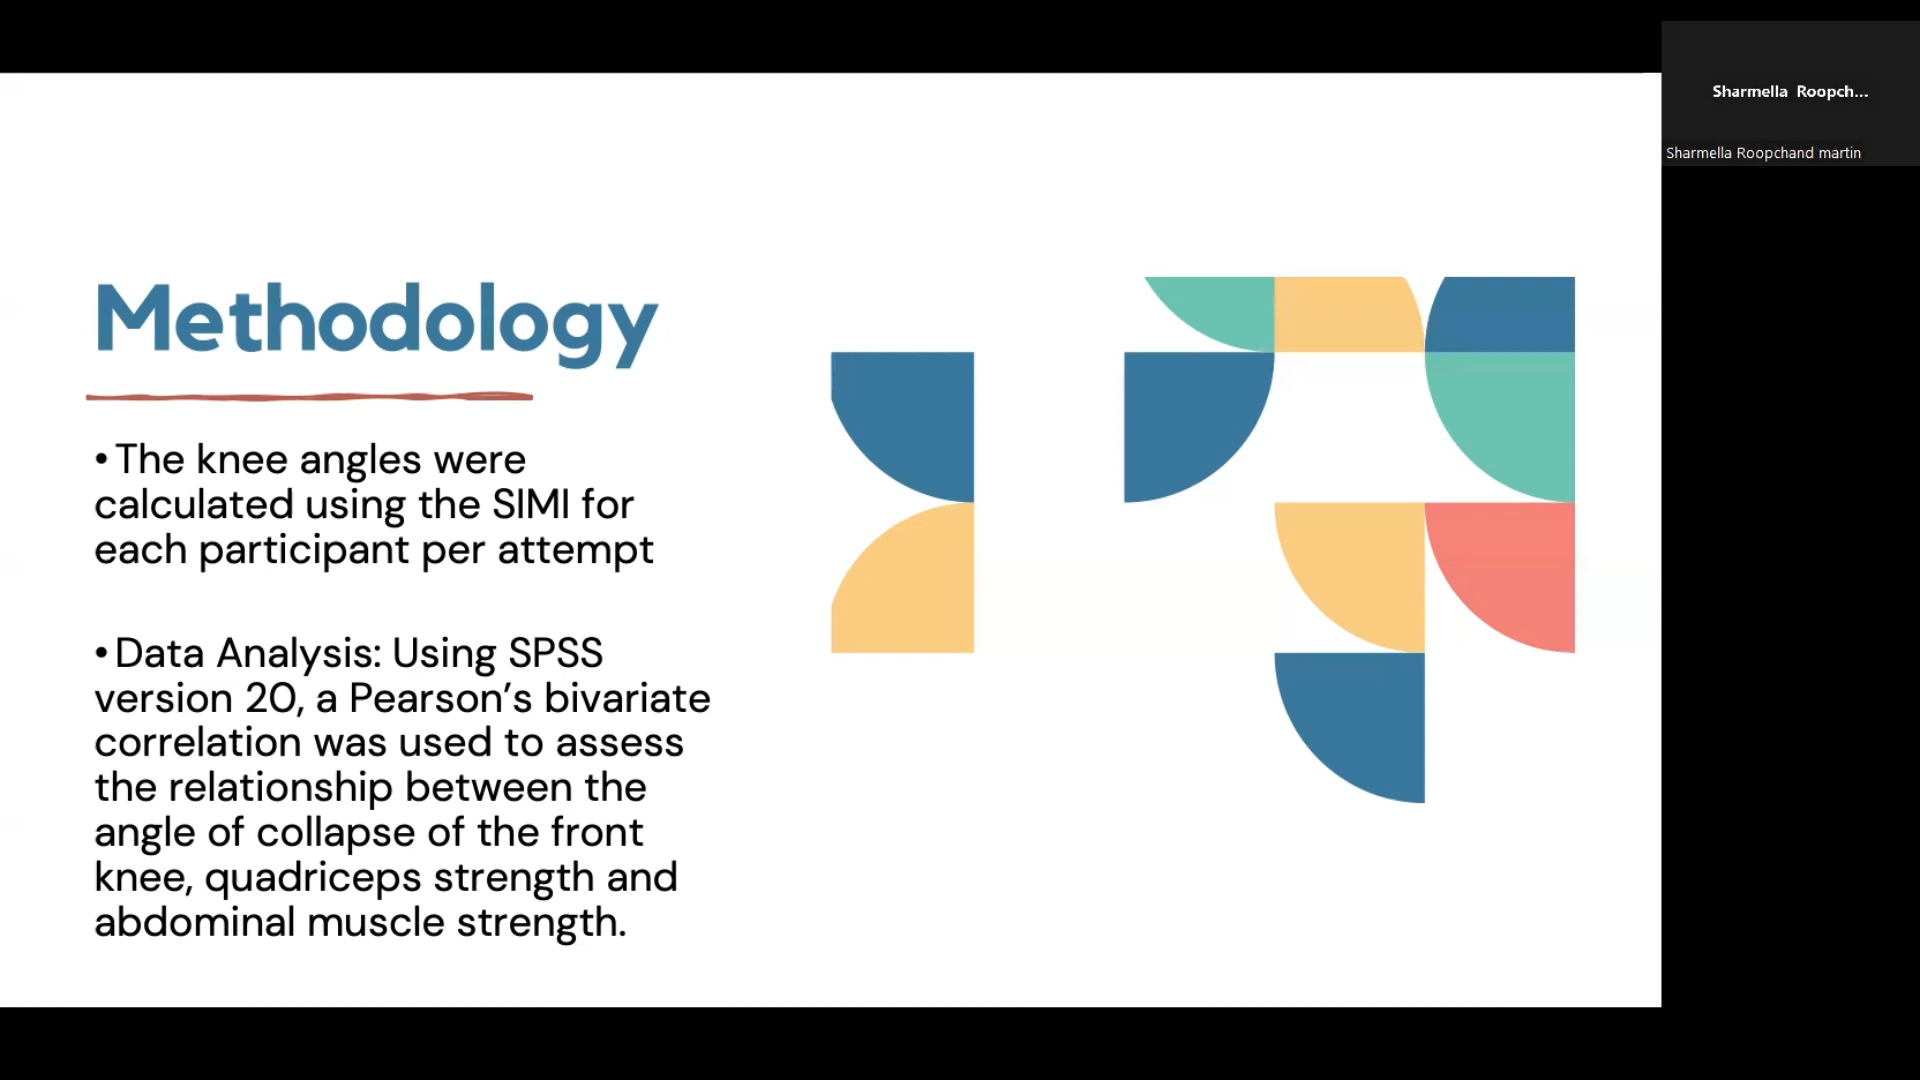 Methodology
• The knee angles were
calculated using the SIMI for
each participant per attempt
• Data Analysis: Using SPSS
version 20, a Pearson’s bivariate
correlation was used to assess
the relationship between the
angle of collapse of the front
knee, quadriceps strength and
abdominal muscle strength.
Sharmella Roopch...
Sharmella Roopchand martin